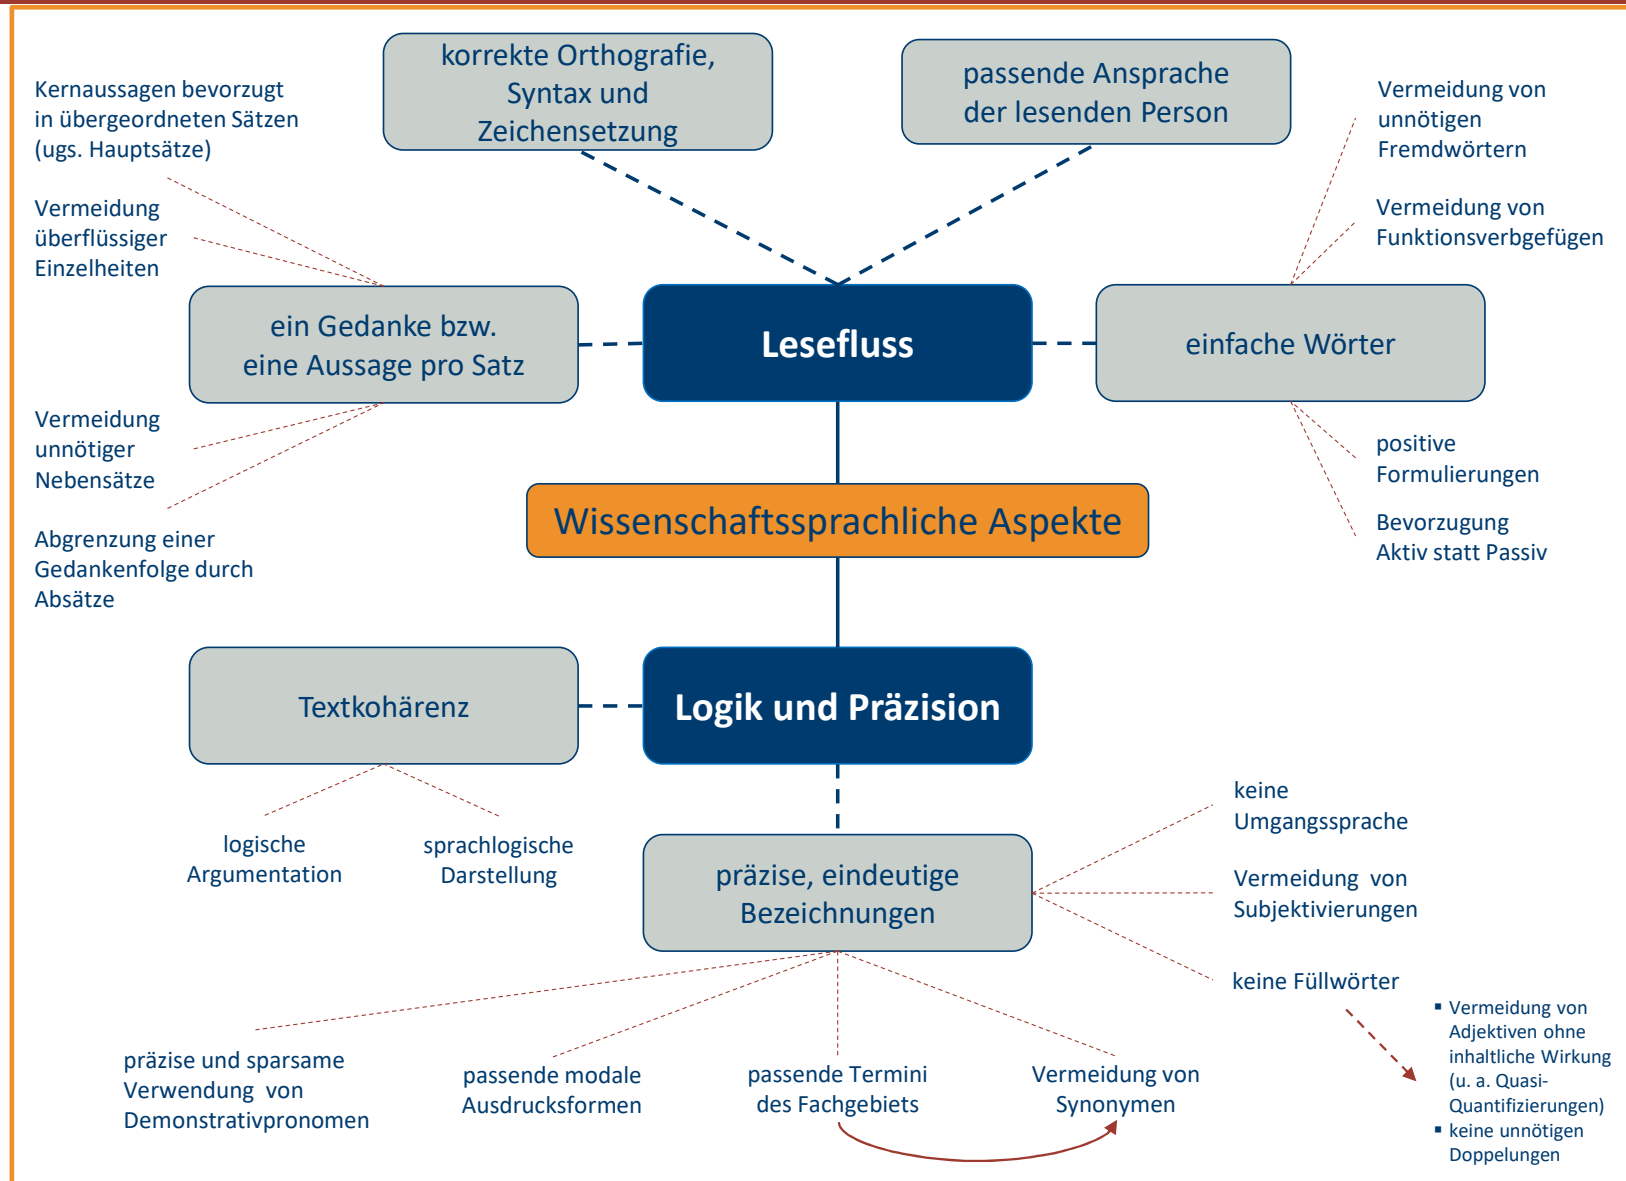 korrekte Orthografie,
Syntax und
Zeichensetzung
passende Ansprache
der lesenden Person
Kernaussagen bevorzugt
in übergeordneten Sätzen
(ugs. Hauptsätze)
Vermeidung
überflüssiger
Einzelheiten
Vermeidung von
unnötigen
Fremdwörtern
Vermeidung von
Funktionsverbgefügen
ein Gedanke bzw.
eine Aussage pro Satz
Lesefluss
einfache Wörter
Vermeidung
unnötiger
Nebensätze
Abgrenzung einer
Gedankenfolge durch
Absätze
positive
Formulierungen
Bevorzugung
Aktiv statt Passiv
Wissenschaftssprachliche Aspekte
Textkohärenz
Logik und Präzision
logische
Argumentation
sprachlogische
Darstellung
präzise, eindeutige
Bezeichnungen
keine
Umgangssprache
Vermeidung von
Subjektivierungen
keine Füllwörter
▪ Vermeidung von
Adjektiven ohne
inhaltliche Wirkung
(u. a. Quasi-
Quantifizierungen)
▪ keine unnötigen
Doppelungen
präzise und sparsame
Verwendung von
Demonstrativpronomen
passende modale
Ausdrucksformen
passende Termini
des Fachgebiets
Vermeidung von
Synonymen